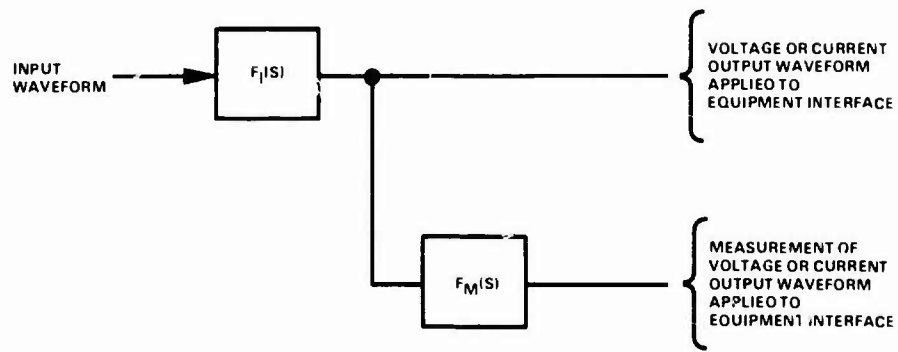 INPUT
WAVEFORM
F_I(S)
VOLTAGE OR CURRENT
OUTPUT WAVEFORM
APPLIED TO
EQUIPMENT INTERFACE
F_M(S)
MEASUREMENT OF
VOLTAGE OR CURRENT
OUTPUT WAVEFORM
APPLIED TO
EQUIPMENT INTERFACE